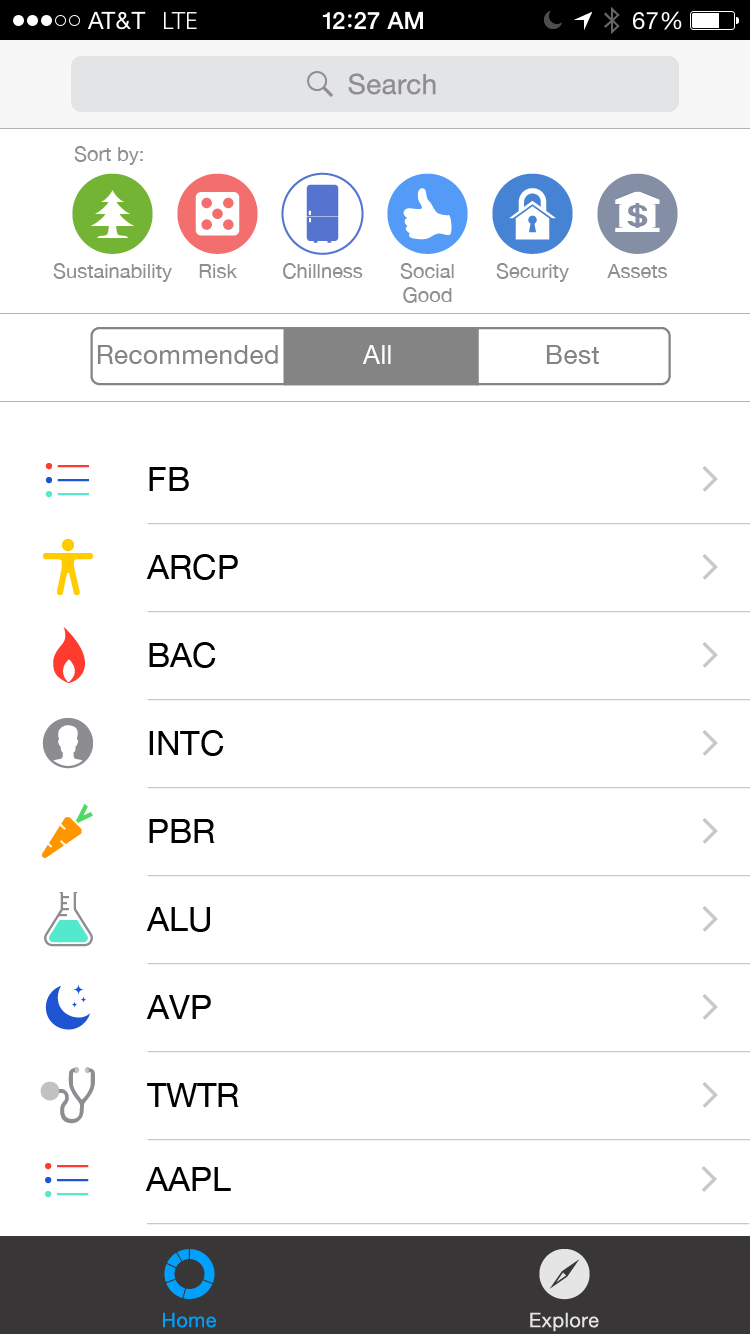 AT&T LTE 12:27 AM 67%
Search
Sort by:
Sustainability Risk Chillness Social Good Security Assets
Recommended All Best
FB
ARCP
BAC
INTC
PBR
ALU
AVP
TWTR
AAPL
Home Explore